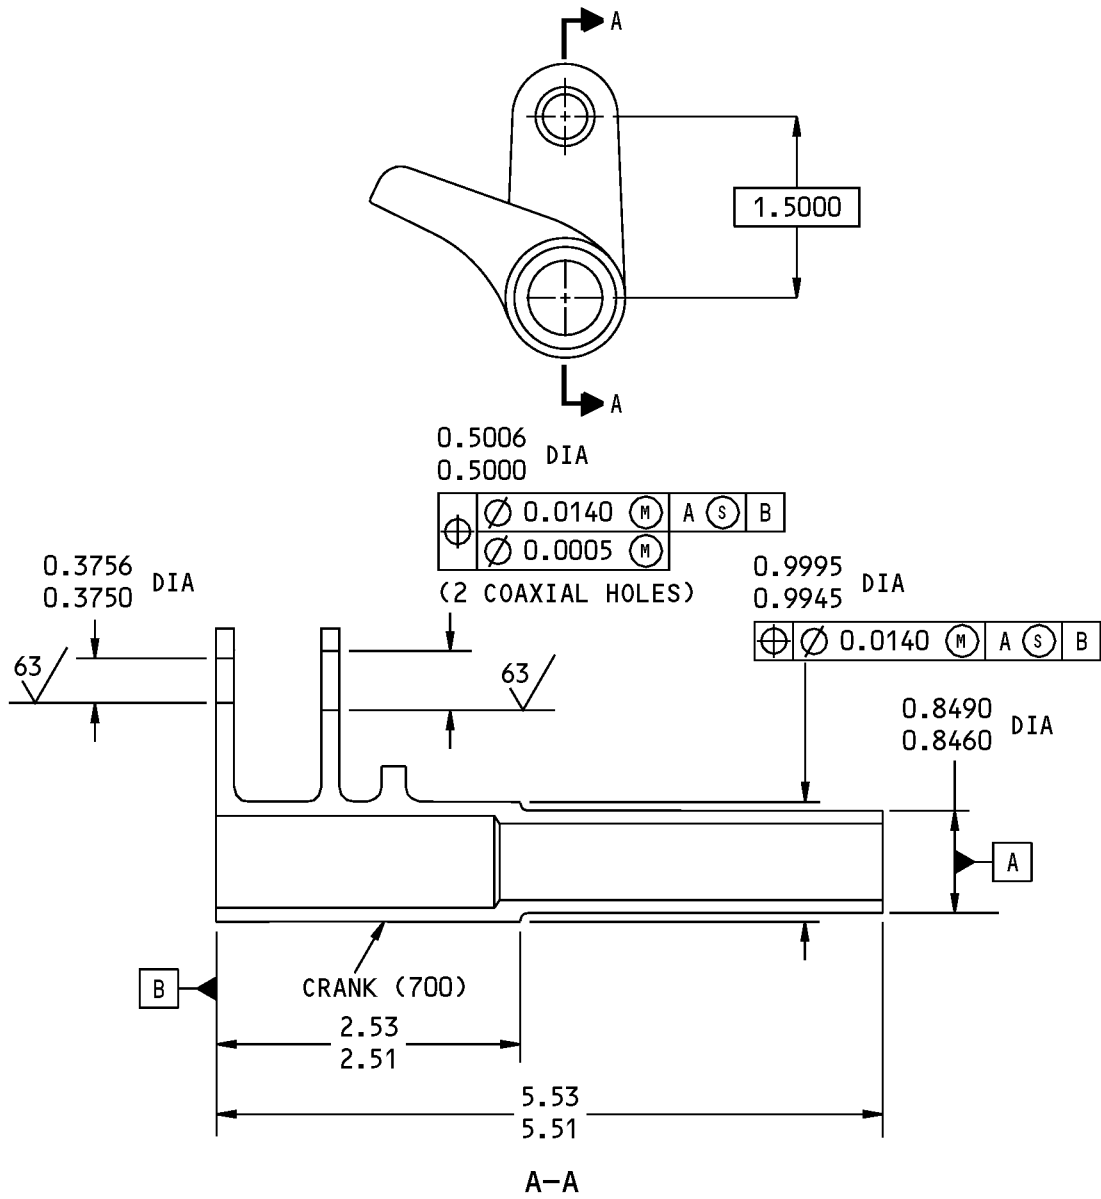 A
1.5000
A
0.5006
0.5000 DIA
⌖ ⌀ 0.0140 Ⓜ A Ⓢ B
⌀ 0.0005 Ⓜ
(2 COAXIAL HOLES)
0.3756
0.3750 DIA
0.9995
0.9945 DIA
⌖ ⌀ 0.0140 Ⓜ A Ⓢ B
63
63
0.8490
0.8460 DIA
A
B
CRANK (700)
2.53
2.51
5.53
5.51
A-A